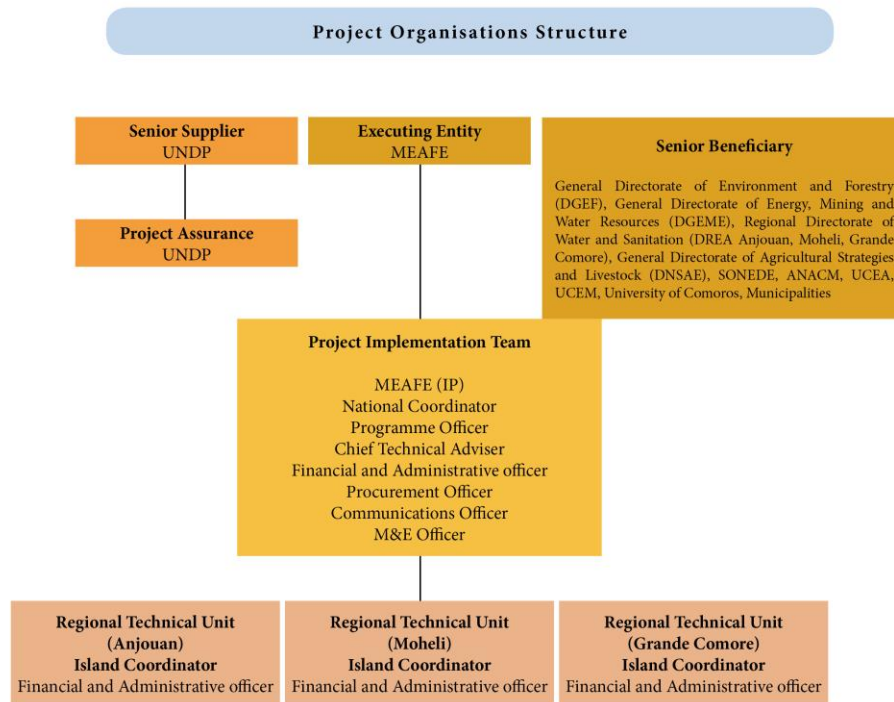 Project Organisations Structure
Senior Supplier
UNDP
Executing Entity
MEAFE
Senior Beneficiary
General Directorate of Environment and Forestry
(DGEF), General Directorate of Energy, Mining and
Water Resources (DGEME), Regional Directorate of
Water and Sanitation (DREA Anjouan, Moheli, Grande
Comore), General Directorate of Agricultural Strategies
and Livestock (DNSAE), SONEDE, ANACM, UCEA,
UCEM, University of Comoros, Municipalities
Project Assurance
UNDP
Project Implementation Team
MEAFE (IP)
National Coordinator
Programme Officer
Chief Technical Adviser
Financial and Administrative officer
Procurement Officer
Communications Officer
M&E Officer
Regional Technical Unit
(Anjouan)
Island Coordinator
Financial and Administrative officer
Regional Technical Unit
(Moheli)
Island Coordinator
Financial and Administrative officer
Regional Technical Unit
(Grande Comore)
Island Coordinator
Financial and Administrative officer